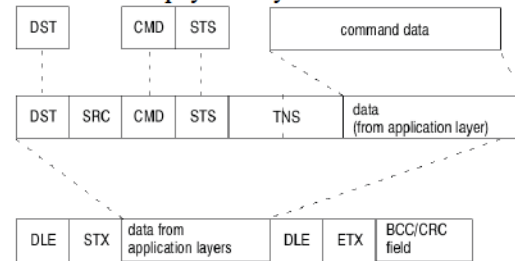 DST CMD STS command data
DST SRC CMD STS TNS data
(from application layer)
DLE STX data from
application layers DLE ETX BCC/CRC
field